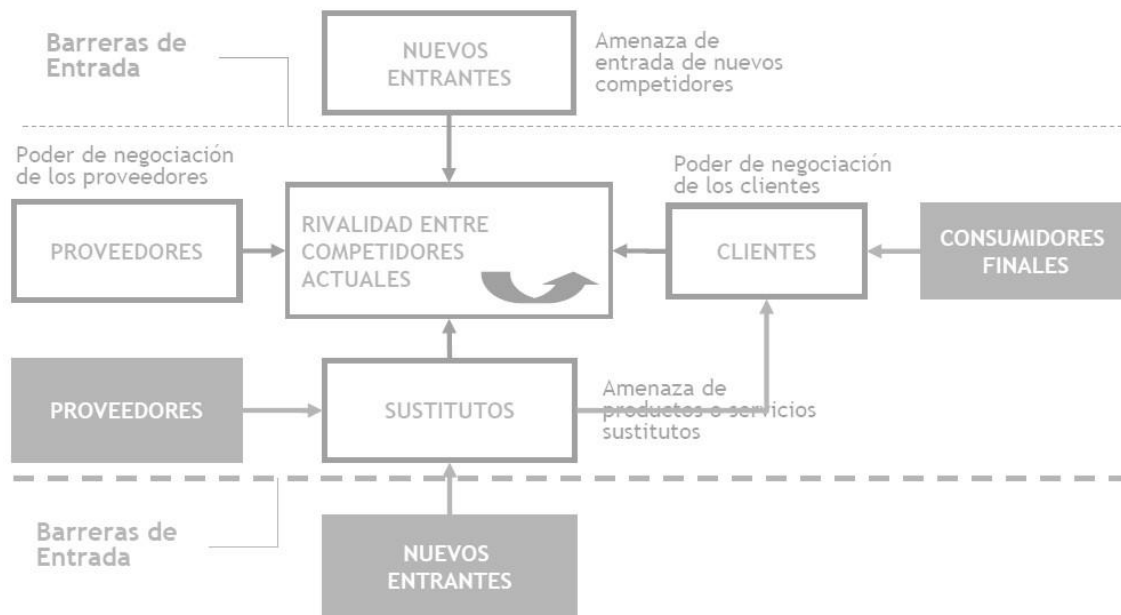 Barreras de
Entrada
NUEVOS
ENTRANTES
Amenaza de
entrada de nuevos
competidores
Poder de negociación
de los proveedores
Poder de negociación
de los clientes
PROVEEDORES
RIVALIDAD ENTRE
COMPETIDORES
ACTUALES
CLIENTES
CONSUMIDORES
FINALES
PROVEEDORES
SUSTITUTOS
Amenaza de
productos o servicios
sustitutos
Barreras de
Entrada
NUEVOS
ENTRANTES